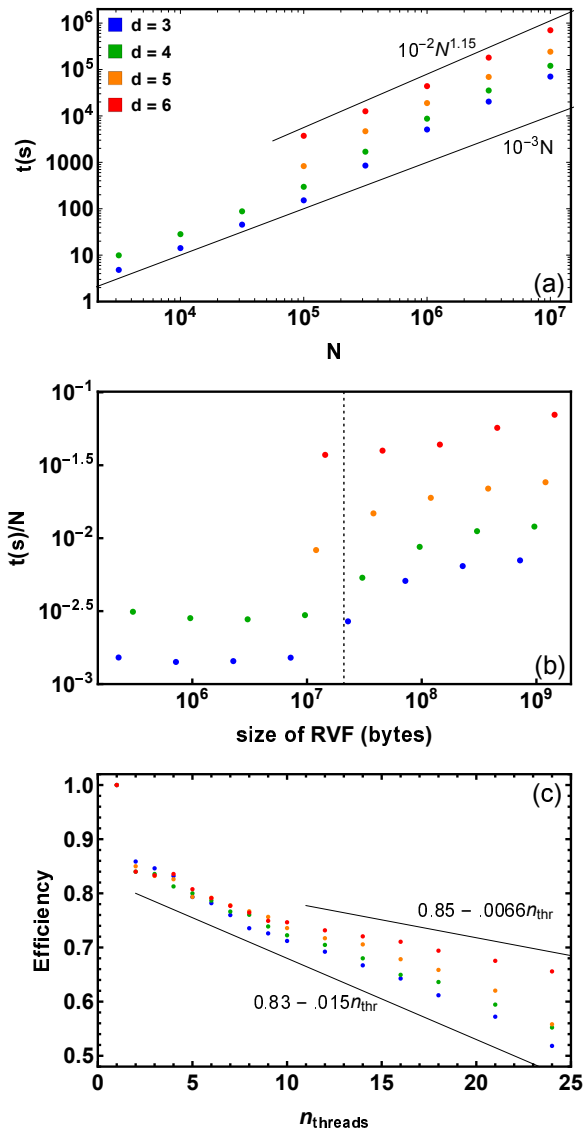 10^6
10^5
10^4
1000
100
10
1
t(s)
d = 3
d = 4
d = 5
d = 6
10^-2 N^1.15
10^-3 N
(a)
10^4 10^5 10^6 10^7
N
10^-1
10^-1.5
10^-2
10^-2.5
10^-3
t(s)/N
(b)
10^6 10^7 10^8 10^9
size of RVF (bytes)
1.0
0.9
0.8
0.7
0.6
0.5
Efficiency
(c)
0.85 – .0066n_thr
0.83 – .015n_thr
0 5 10 15 20 25
n_threads